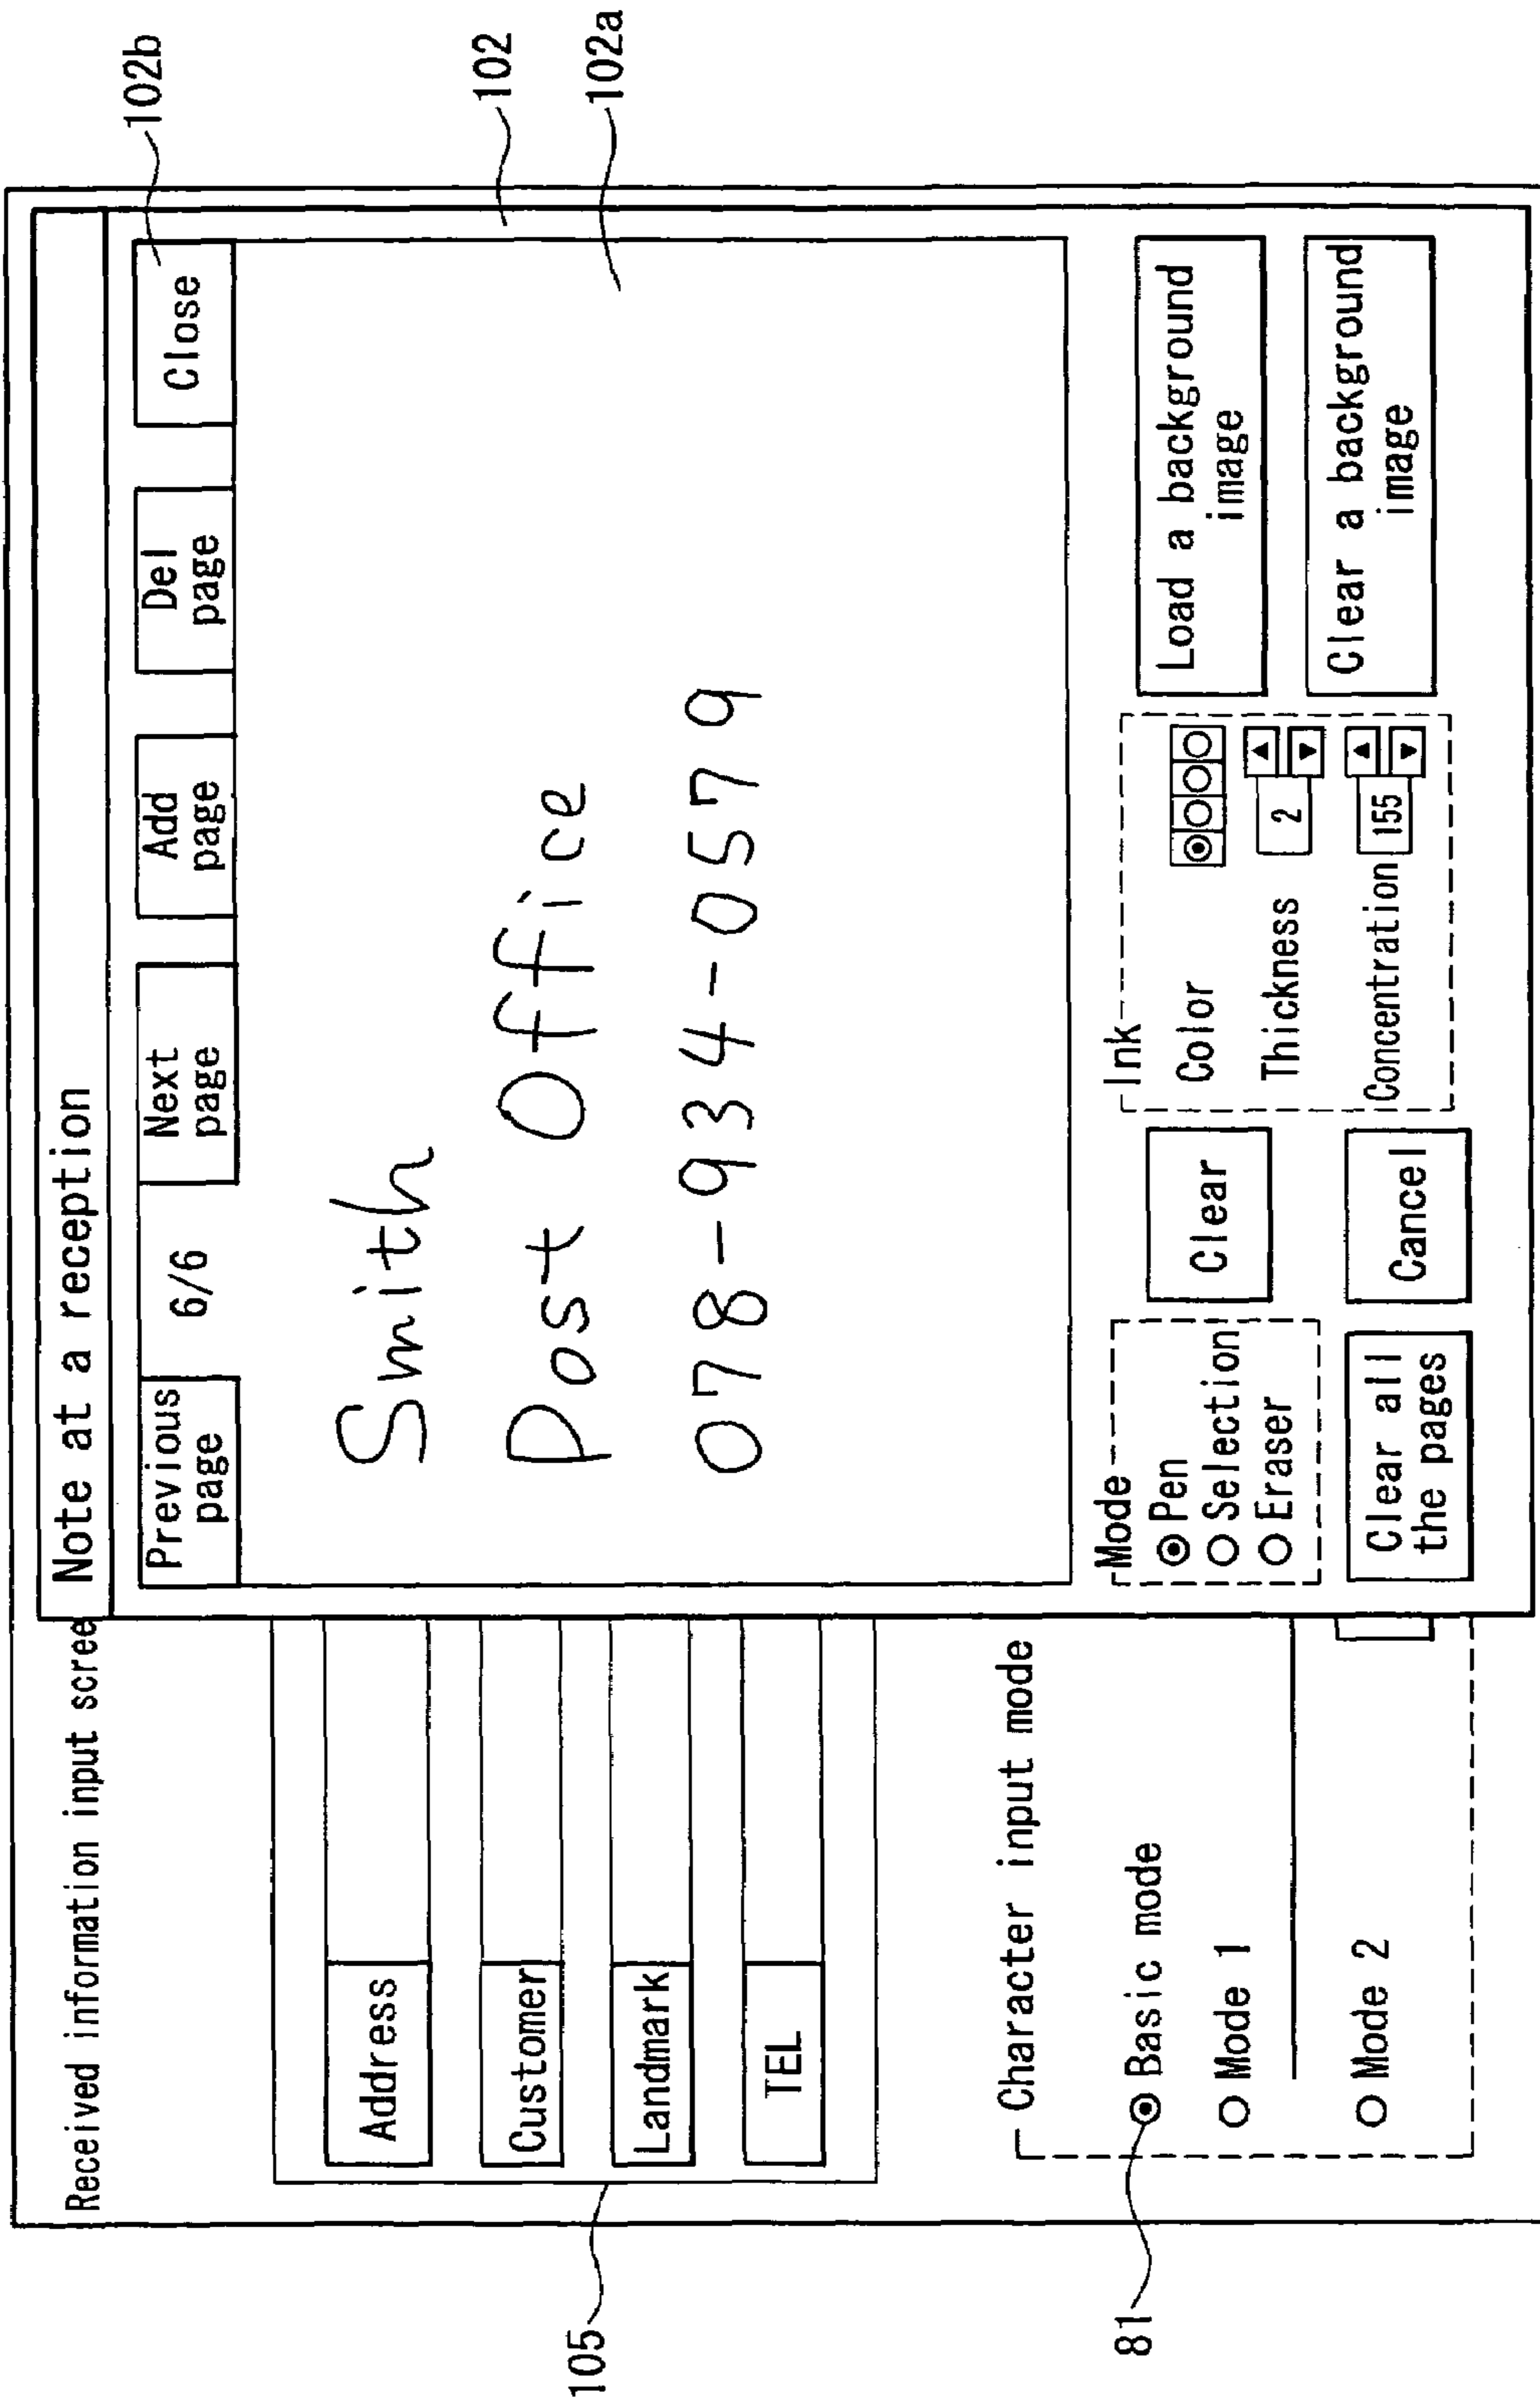 Received information input scree
Note at a reception
Previous page
6/6
Next page
Add page
Del page
Close
102b
102
102a
Smith
Post Office
078-934-0579
Address
Customer
Landmark
TEL
105
Character input mode
Basic mode
Mode 1
Mode 2
81
Mode
Pen
Selection
Eraser
Clear
Clear all the pages
Cancel
Ink
Color
Thickness
2
Concentration
155
Load a background image
Clear a background image